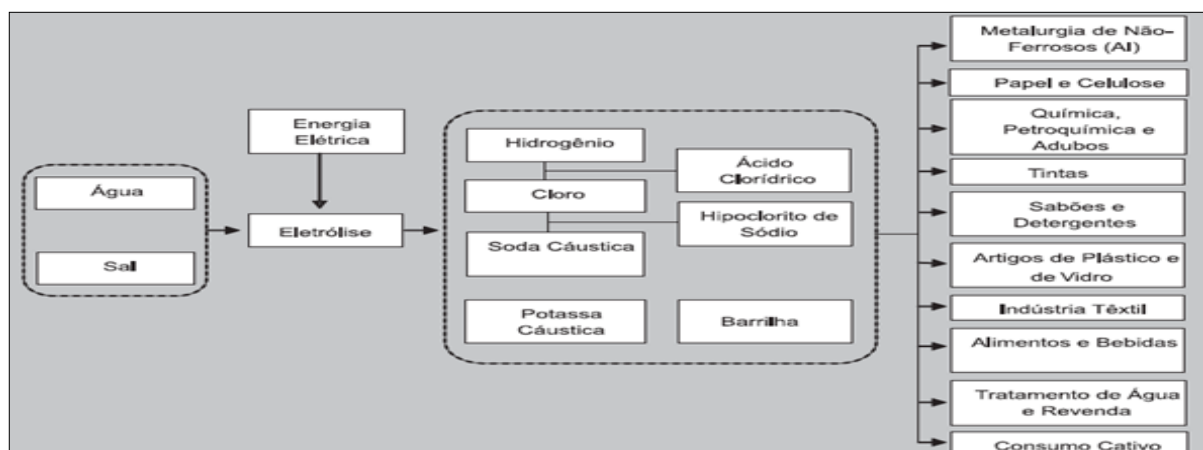 Água
Sal
Energia
Elétrica
Eletrólise
Hidrogênio
Cloro
Soda Cáustica
Potassa
Cáustica
Ácido
Clorídrico
Hipoclorito de
Sódio
Barrilha
Metalurgia de Não-
Ferrosos (Al)
Papel e Celulose
Química,
Petroquímica e
Adubos
Tintas
Sabões e
Detergentes
Artigos de Plástico e
de Vidro
Indústria Têxtil
Alimentos e Bebidas
Tratamento de Água
e Revenda
Consumo Cativo